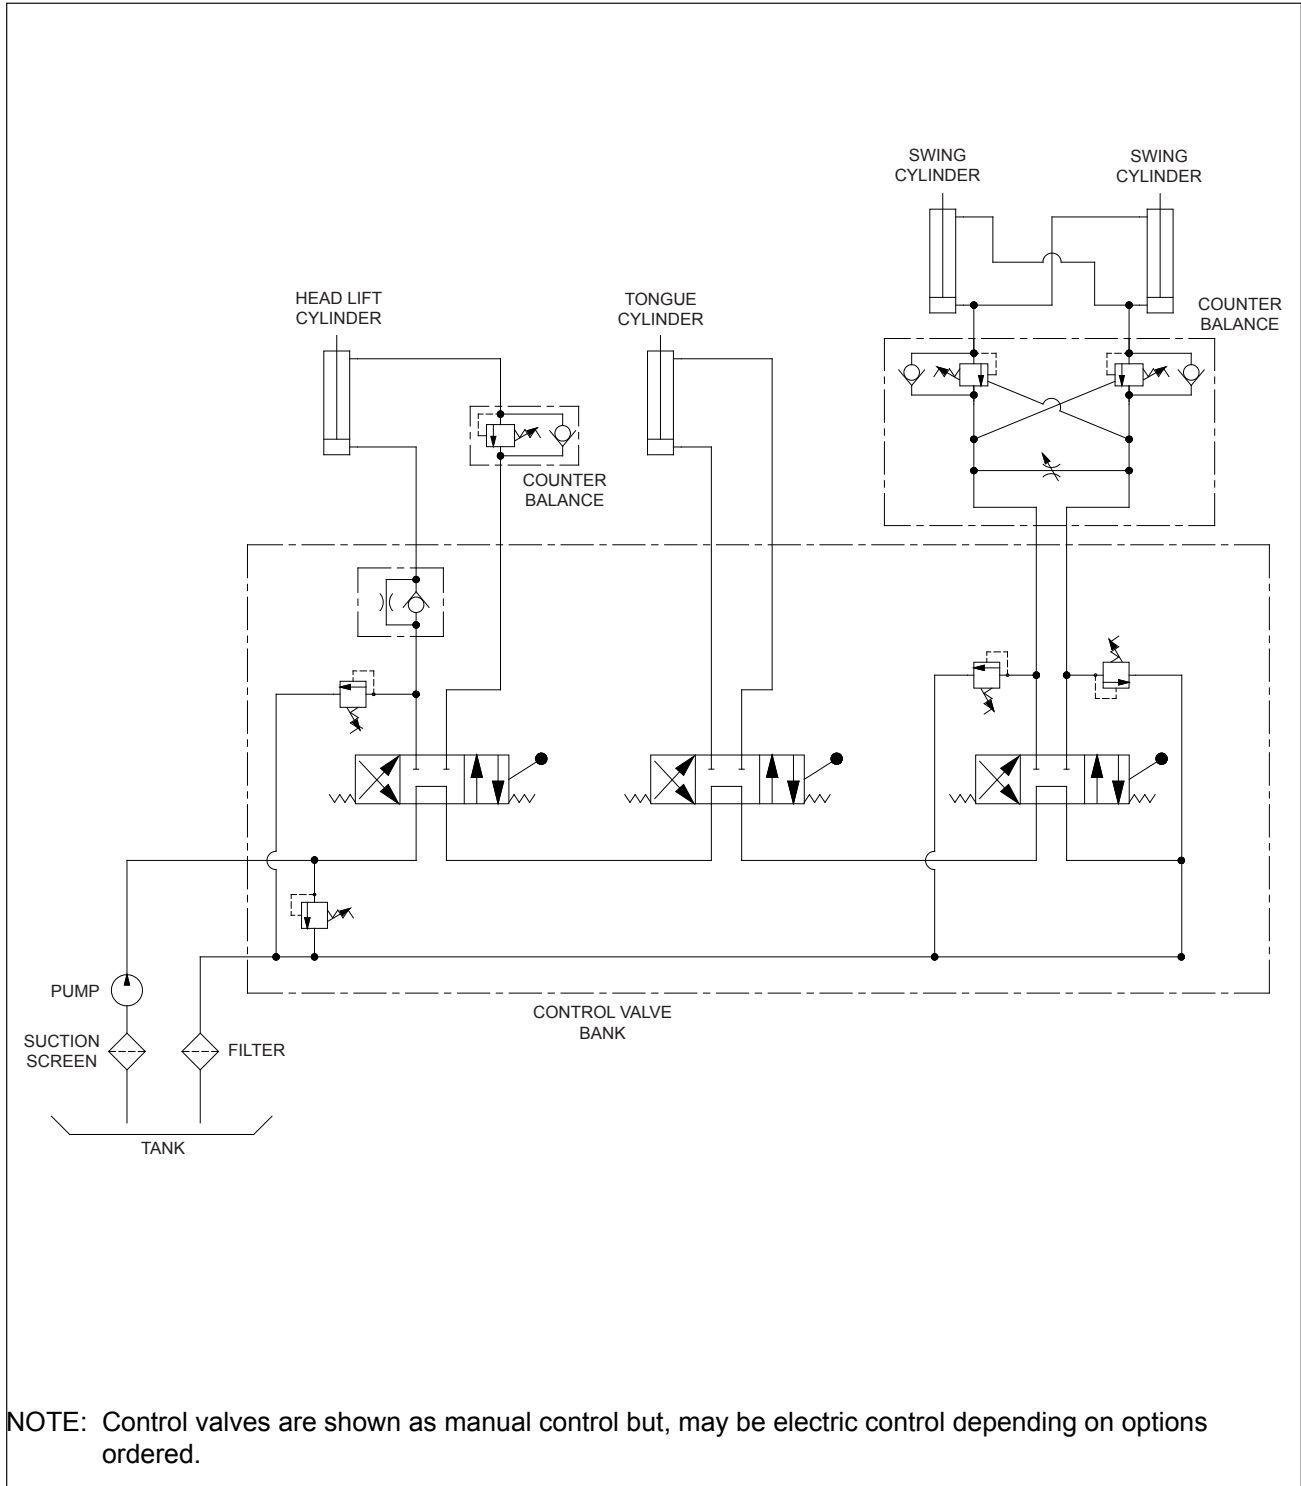 SWING
CYLINDER
SWING
CYLINDER
HEAD LIFT
CYLINDER
TONGUE
CYLINDER
COUNTER
BALANCE
COUNTER
BALANCE
PUMP
SUCTION
SCREEN
FILTER
CONTROL VALVE
BANK
TANK
NOTE: Control valves are shown as manual control but, may be electric control depending on options
ordered.